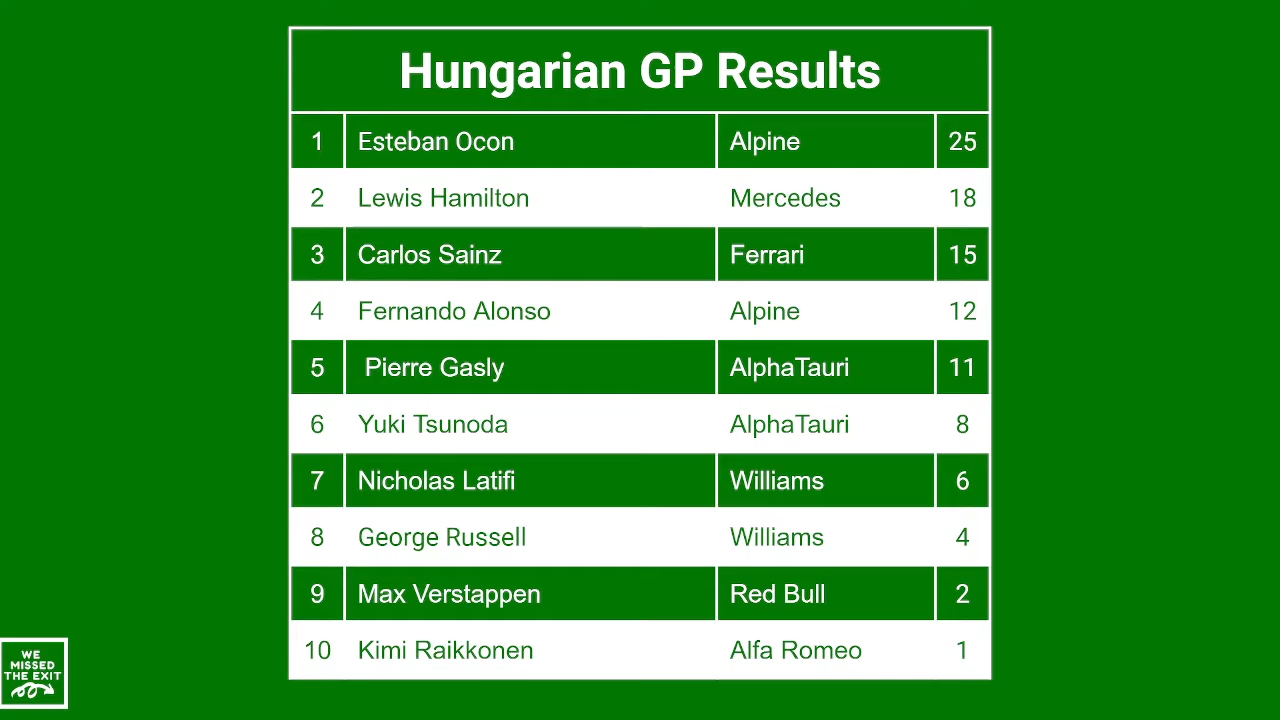 Hungarian GP Results
1 Esteban Ocon Alpine 25
2 Lewis Hamilton Mercedes 18
3 Carlos Sainz Ferrari 15
4 Fernando Alonso Alpine 12
5 Pierre Gasly AlphaTauri 11
6 Yuki Tsunoda AlphaTauri 8
7 Nicholas Latifi Williams 6
8 George Russell Williams 4
9 Max Verstappen Red Bull 2
10 Kimi Raikkonen Alfa Romeo 1
WE
MISSED
THE EXIT